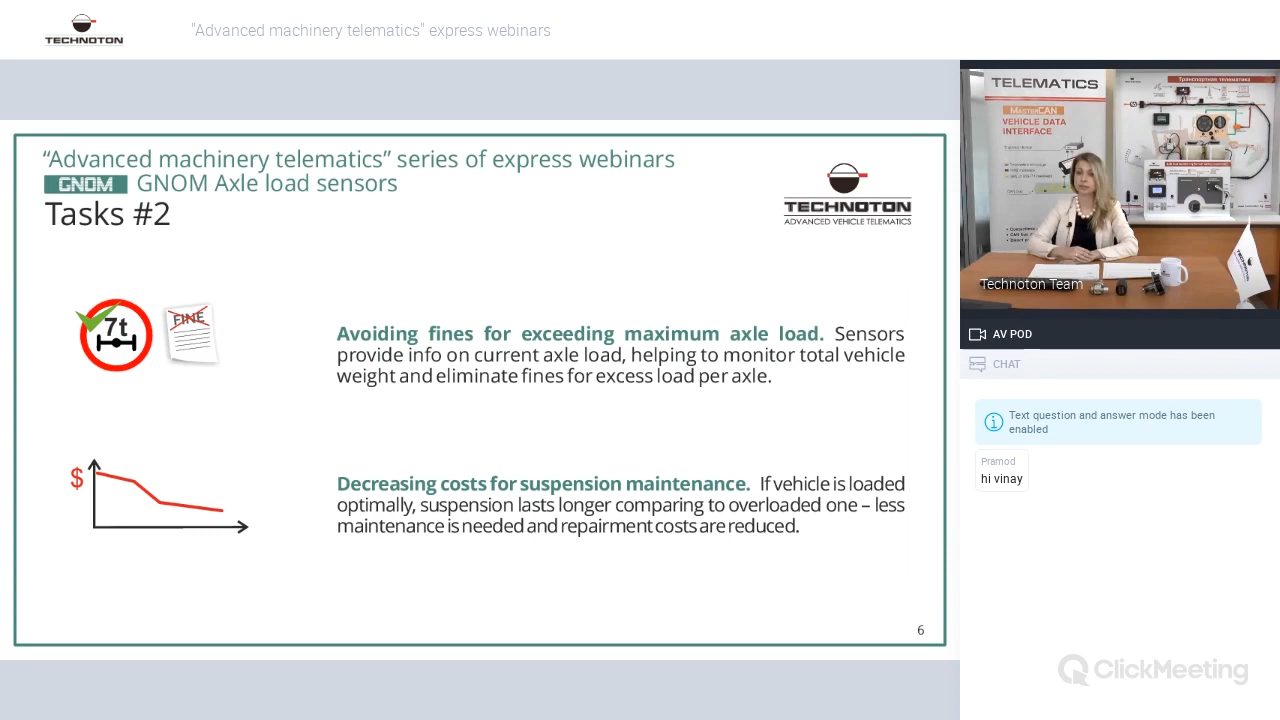 TECHNOTON
"Advanced machinery telematics" express webinars
“Advanced machinery telematics” series of express webinars
GNOM GNOM Axle load sensors
Tasks #2
TECHNOTON
ADVANCED VEHICLE TELEMATICS
7t
FINE
Avoiding fines for exceeding maximum axle load. Sensors
provide info on current axle load, helping to monitor total vehicle
weight and eliminate fines for excess load per axle.
$
Decreasing costs for suspension maintenance. If vehicle is loaded
optimally, suspension lasts longer comparing to overloaded one – less
maintenance is needed and repairment costs are reduced.
6
TELEMATICS
MasterCAN
VEHICLE DATA
INTERFACE
Транспортная телематика
Technoton Team
AV POD
CHAT
Text question and answer mode has been
enabled
Pramod
hi vinay
ClickMeeting